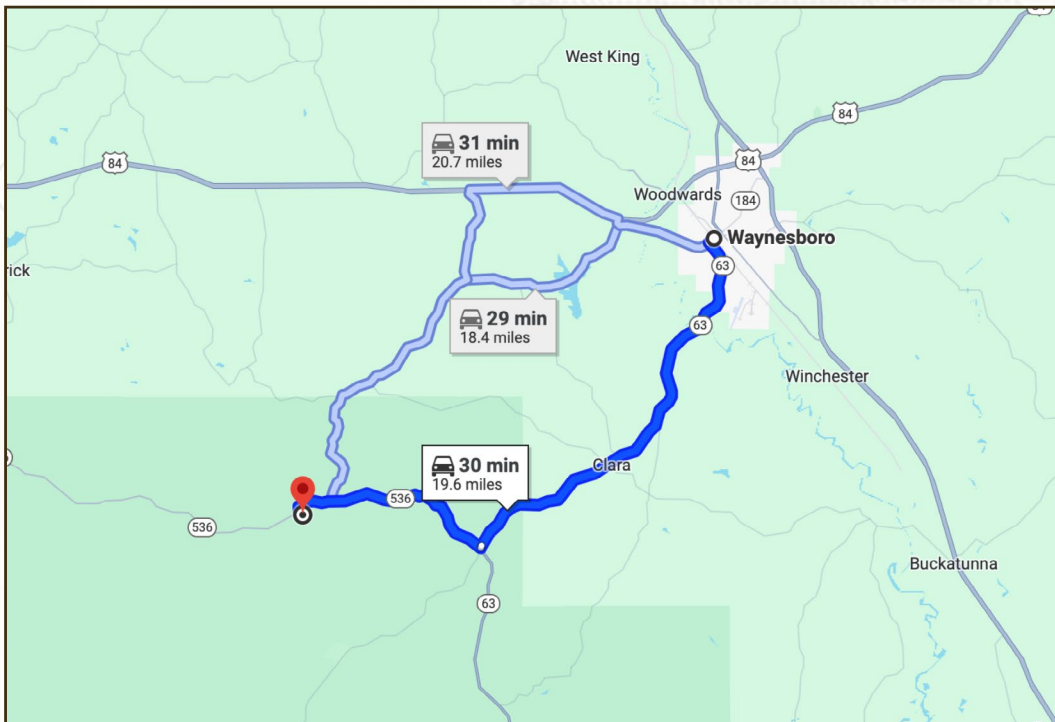 West King
84
84
31 min
20.7 miles
84
84
Woodwards
184
Waynesboro
63
rick
29 min
18.4 miles
63
Winchester
30 min
19.6 miles
Clara
536
536
Buckatunna
63